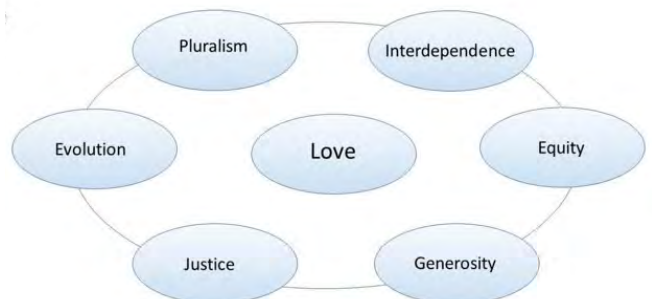 Pluralism
Interdependence
Evolution
Love
Equity
Justice
Generosity